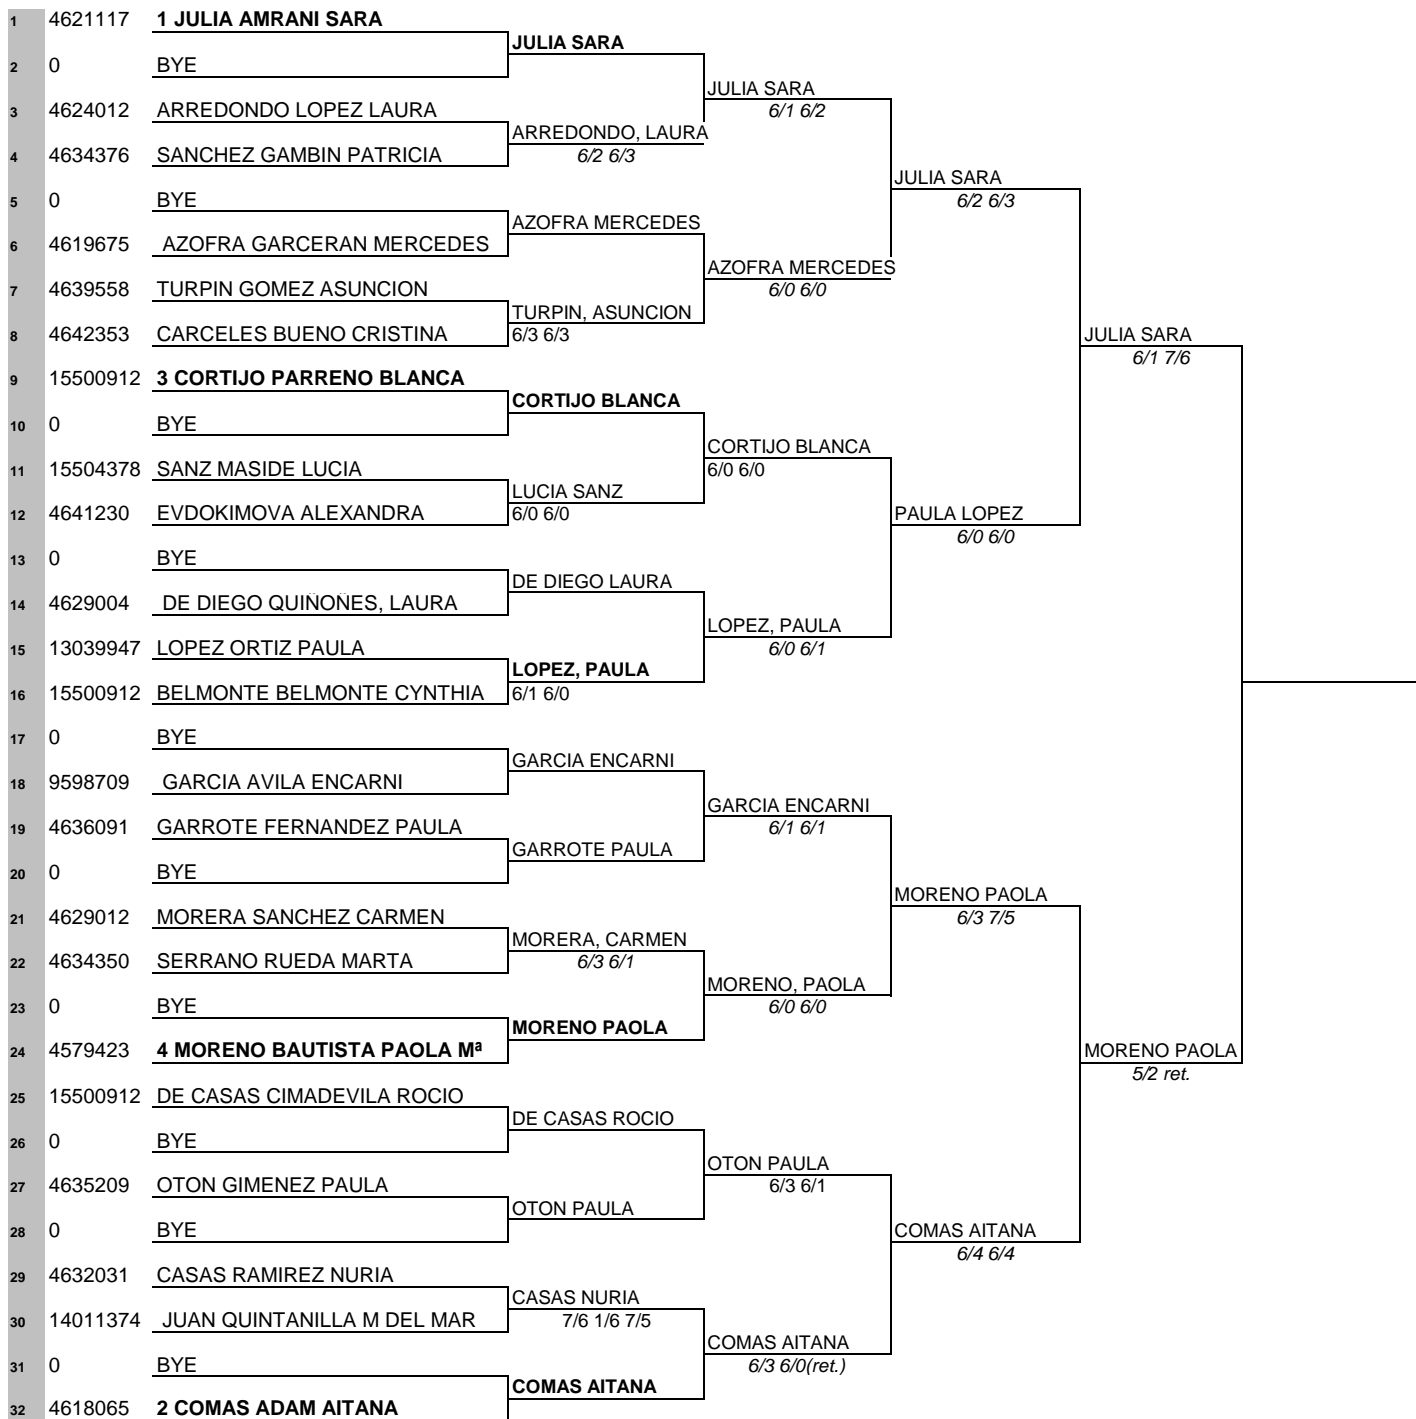 1 4621117 1 JULIA AMRANI SARA
JULIA SARA
2 0 BYE
JULIA SARA
6/1 6/2
3 4624012 ARREDONDO LOPEZ LAURA
ARREDONDO, LAURA
6/2 6/3
4 4634376 SANCHEZ GAMBIN PATRICIA
JULIA SARA
6/2 6/3
5 0 BYE
AZOFRA MERCEDES
6 4619675 AZOFRA GARCERAN MERCEDES
AZOFRA MERCEDES
6/0 6/0
7 4639558 TURPIN GOMEZ ASUNCION
TURPIN, ASUNCION
6/3 6/3
8 4642353 CARCELES BUENO CRISTINA
JULIA SARA
6/1 7/6
9 15500912 3 CORTIJO PARRENO BLANCA
CORTIJO BLANCA
10 0 BYE
CORTIJO BLANCA
6/0 6/0
11 15504378 SANZ MASIDE LUCIA
LUCIA SANZ
6/0 6/0
12 4641230 EVDOKIMOVA ALEXANDRA
PAULA LOPEZ
6/0 6/0
13 0 BYE
DE DIEGO LAURA
14 4629004 DE DIEGO QUIÑOÑES, LAURA
LOPEZ, PAULA
6/0 6/1
15 13039947 LOPEZ ORTIZ PAULA
LOPEZ, PAULA
6/1 6/0
16 15500912 BELMONTE BELMONTE CYNTHIA
17 0 BYE
GARCIA ENCARNI
18 9598709 GARCIA AVILA ENCARNI
GARCIA ENCARNI
6/1 6/1
19 4636091 GARROTE FERNANDEZ PAULA
GARROTE PAULA
20 0 BYE
MORENO PAOLA
6/3 7/5
21 4629012 MORERA SANCHEZ CARMEN
MORERA, CARMEN
6/3 6/1
22 4634350 SERRANO RUEDA MARTA
MORENO, PAOLA
6/0 6/0
23 0 BYE
MORENO PAOLA
24 4579423 4 MORENO BAUTISTA PAOLA Mª
MORENO PAOLA
5/2 ret.
25 15500912 DE CASAS CIMADEVILA ROCIO
DE CASAS ROCIO
26 0 BYE
OTON PAULA
6/3 6/1
27 4635209 OTON GIMENEZ PAULA
OTON PAULA
28 0 BYE
COMAS AITANA
6/4 6/4
29 4632031 CASAS RAMIREZ NURIA
CASAS NURIA
7/6 1/6 7/5
30 14011374 JUAN QUINTANILLA M DEL MAR
COMAS AITANA
6/3 6/0(ret.)
31 0 BYE
COMAS AITANA
32 4618065 2 COMAS ADAM AITANA